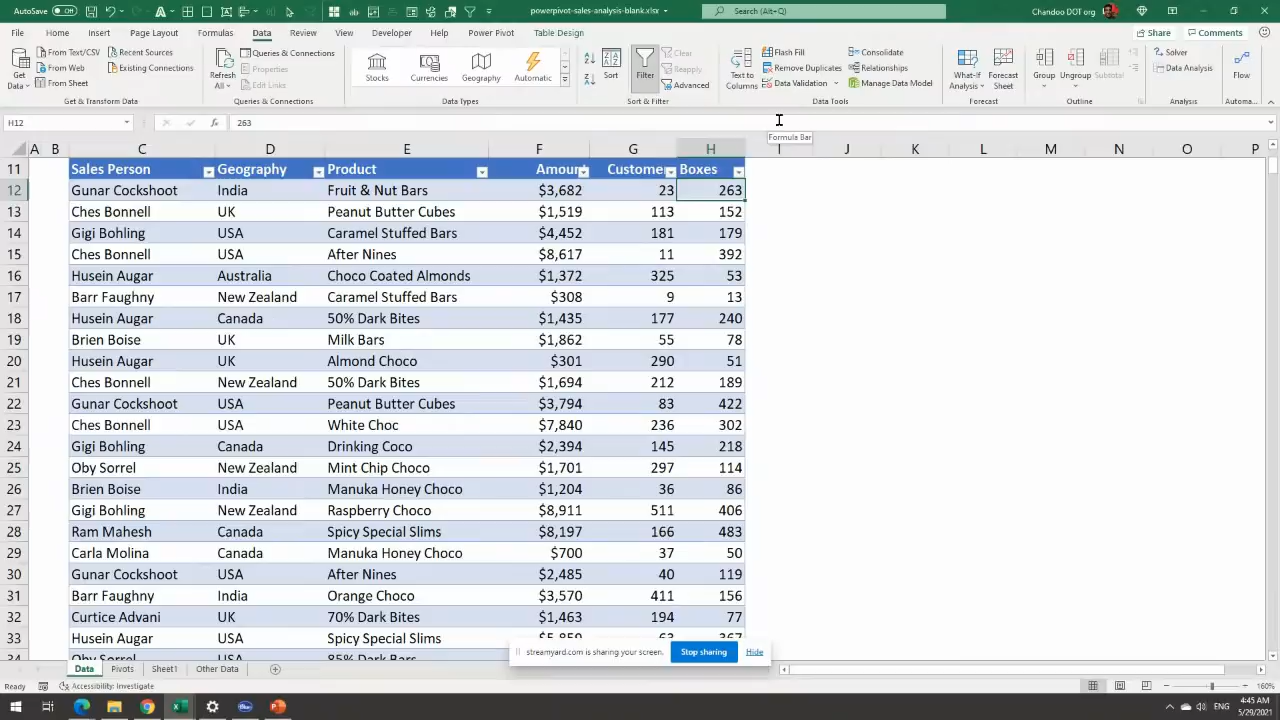 AutoSave Off powerpivot-sales-analysis-blank.xlsx Search (Alt+Q) Chandoo DOT org
File Home Insert Page Layout Formulas Data Review View Developer Help Power Pivot Table Design Share Comments
Get Data From Text/CSV Recent Sources Refresh All Queries & Connections Stocks Currencies Geography Automatic Sort Filter Clear Text to Columns Flash Fill Consolidate What-If Analysis Forecast Sheet Group Ungroup Subtotal Solver Flow
From Web Existing Connections Properties Reapply Remove Duplicates Relationships Data Analysis
From Sheet Edit Links Advanced Data Validation Manage Data Model
Get & Transform Data Queries & Connections Data Types Sort & Filter Data Tools Forecast Outline Analysis Automa...
H12 fx 263
Formula Bar
A B C D E F G H I J K L M N O P
11 Sales Person Geography Product Amour Custome Boxes
12 Gunar Cockshoot India Fruit & Nut Bars $3,682 23 263
13 Ches Bonnell UK Peanut Butter Cubes $1,519 113 152
14 Gigi Bohling USA Caramel Stuffed Bars $4,452 181 179
15 Ches Bonnell USA After Nines $8,617 11 392
16 Husein Augar Australia Choco Coated Almonds $1,372 325 53
17 Barr Faughny New Zealand Caramel Stuffed Bars $308 9 13
18 Husein Augar Canada 50% Dark Bites $1,435 177 240
19 Brien Boise UK Milk Bars $1,862 55 78
20 Husein Augar UK Almond Choco $301 290 51
21 Ches Bonnell New Zealand 50% Dark Bites $1,694 212 189
22 Gunar Cockshoot USA Peanut Butter Cubes $3,794 83 422
23 Ches Bonnell USA White Choc $7,840 236 302
24 Gigi Bohling Canada Drinking Coco $2,394 145 218
25 Oby Sorrel New Zealand Mint Chip Choco $1,701 297 114
26 Brien Boise India Manuka Honey Choco $1,204 36 86
27 Gigi Bohling New Zealand Raspberry Choco $8,911 511 406
28 Ram Mahesh Canada Spicy Special Slims $8,197 166 483
29 Carla Molina Canada Manuka Honey Choco $700 37 50
30 Gunar Cockshoot USA After Nines $2,485 40 119
31 Barr Faughny India Orange Choco $3,570 411 156
32 Curtice Advani UK 70% Dark Bites $1,463 194 77
33 Husein Augar USA Spicy Special Slims $5,859 63 367
34 Oby Sorrel USA 85% Dark Bars
streamyard.com is sharing your screen. Stop sharing Hide
Data Pivots Sheet1 Other Data
Ready Accessibility: Investigate 160%
ENG 4:45 AM
5/29/2021